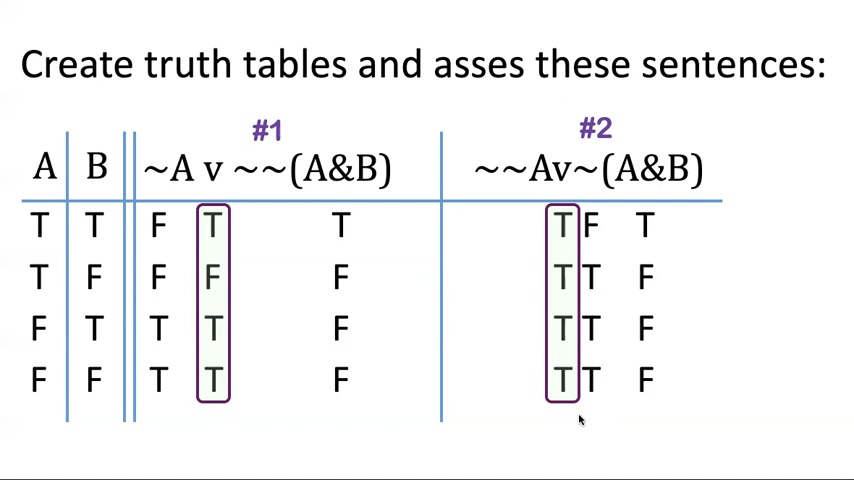 Create truth tables and asses these sentences:
#1 #2
A B ~A v ~~(A&B) ~~Av~(A&B)
T T F T T T F T
T F F F F T T F
F T T T F T T F
F F T T F T T F